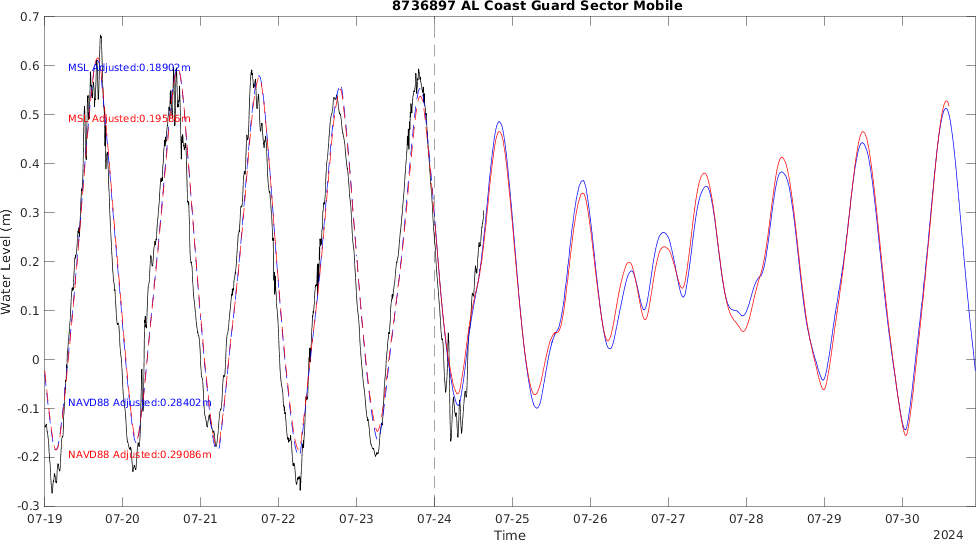 8736897 AL Coast Guard Sector Mobile
0.7
0.6
0.5
0.4
0.3
0.2
0.1
0
-0.1
-0.2
-0.3
Water Level (m)
MSL Adjusted:0.18902m
MSL Adjusted:0.19586m
NAVD88 Adjusted:0.28402m
NAVD88 Adjusted:0.29086m
07-19 07-20 07-21 07-22 07-23 07-24 07-25 07-26 07-27 07-28 07-29 07-30
Time
2024